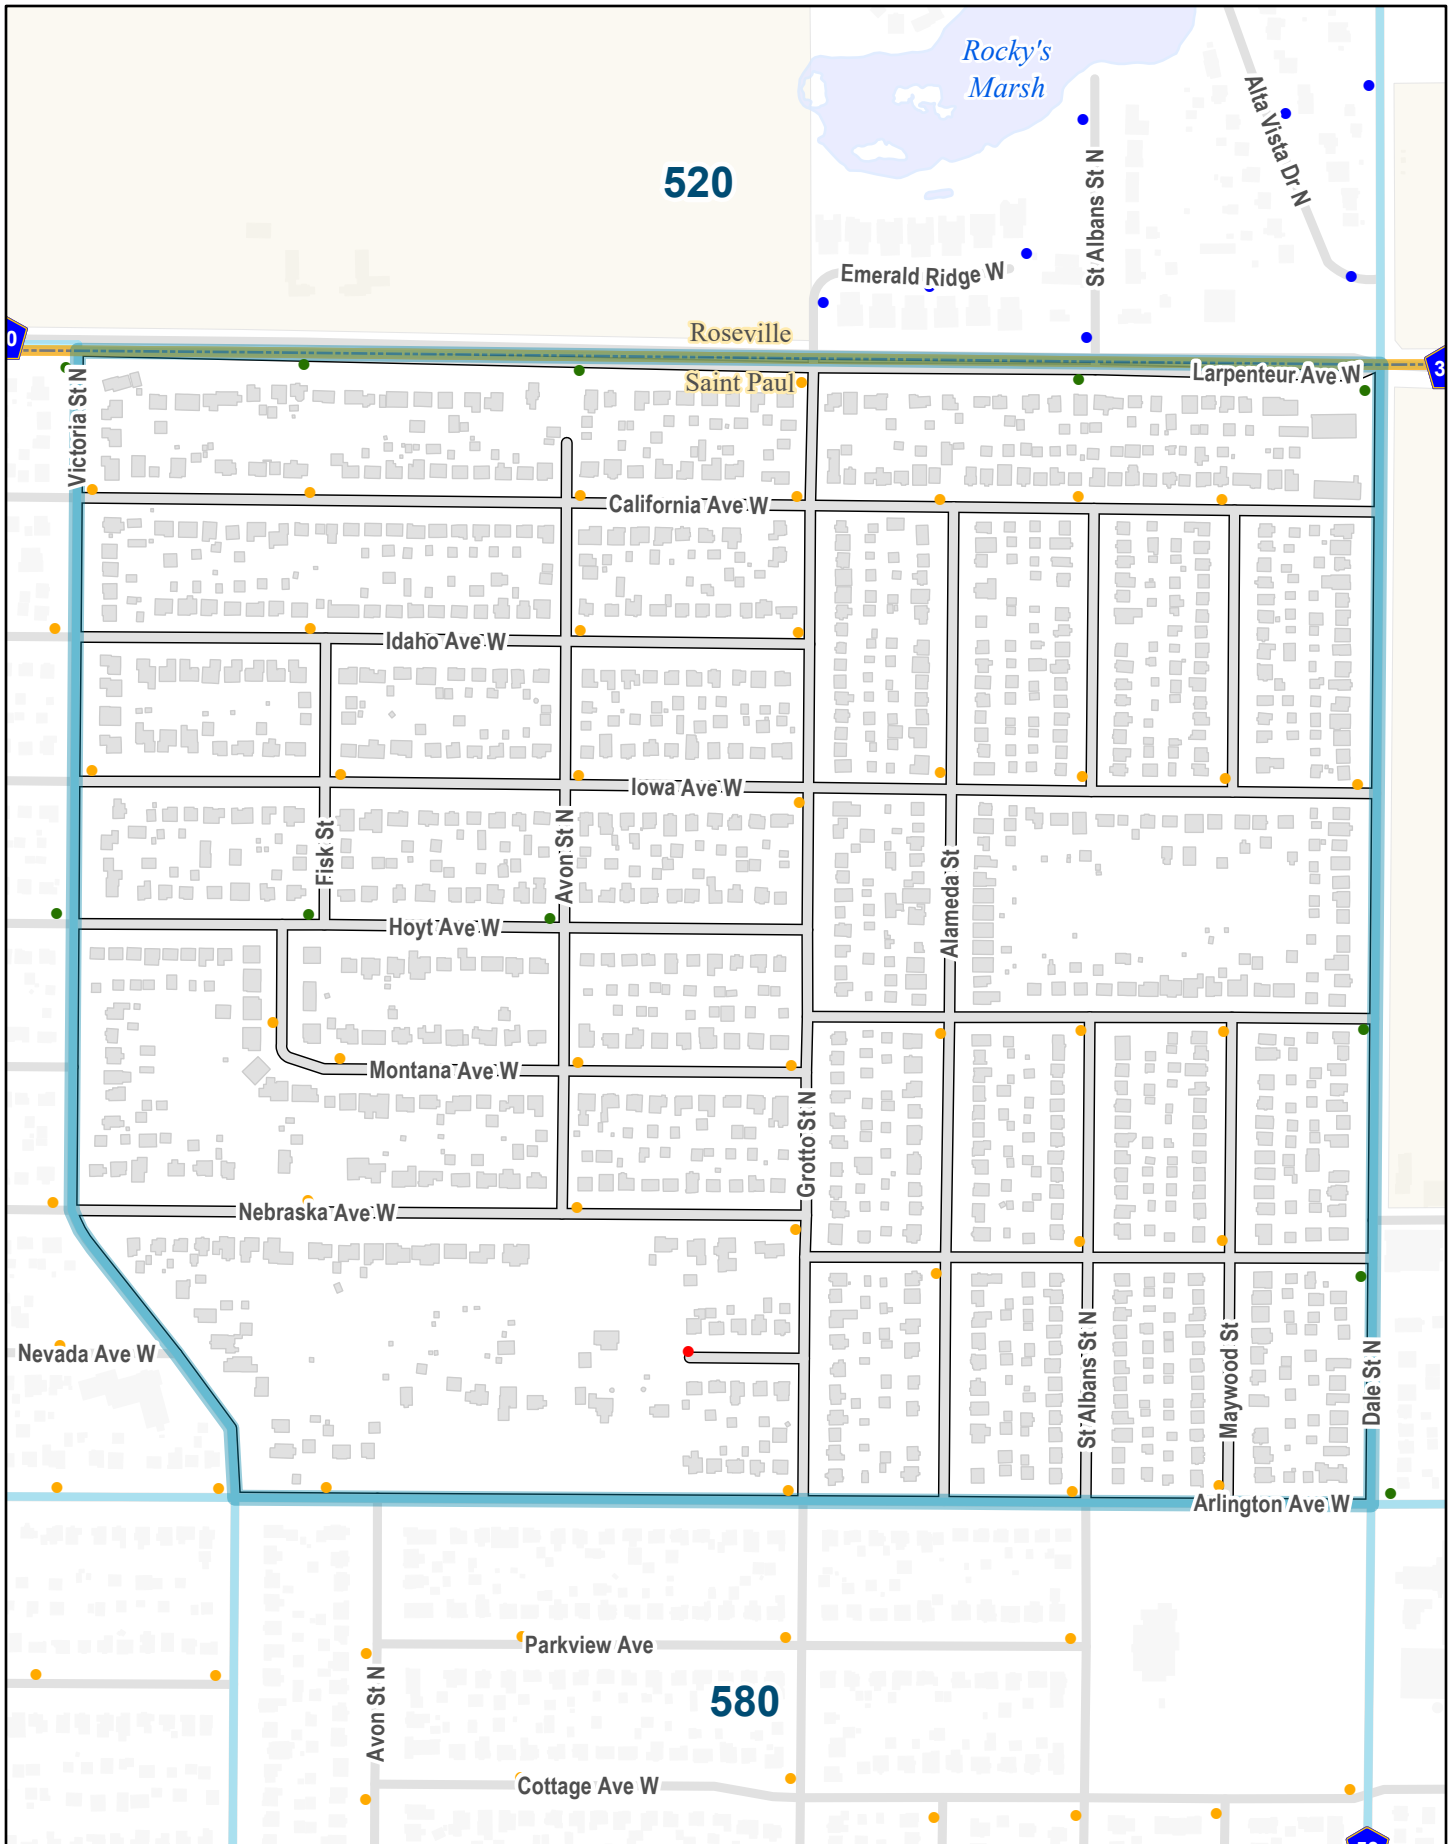 Rocky's
Marsh
Alta Vista Dr N
520
St Albans St N
Emerald Ridge W
Roseville
0
Saint Paul
Larpenteur Ave W
3
Victoria St N
California Ave W
Idaho Ave W
Iowa Ave W
Fisk St
Avon St N
Alameda St
Hoyt Ave W
Montana Ave W
Grotto St N
Nebraska Ave W
Nevada Ave W
St Albans St N
Maywood St
Dale St N
Arlington Ave W
Parkview Ave
Avon St N
580
Cottage Ave W